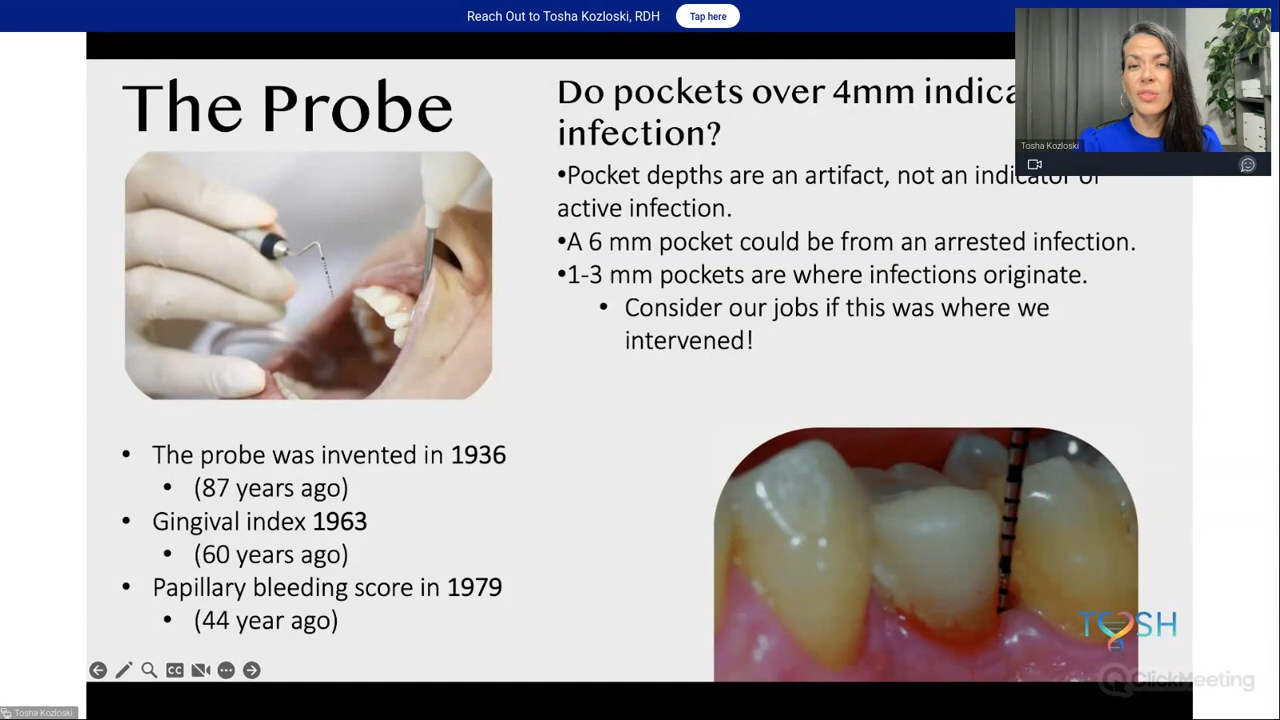 Reach Out to Tosha Kozloski, RDH Tap here
The Probe
Do pockets over 4mm
infection?
•Pocket depths are an artifact, not an indicator of
active infection.
•A 6 mm pocket could be from an arrested infection.
•1-3 mm pockets are where infections originate.
• Consider our jobs if this was where we
intervened!
• The probe was invented in 1936
• (87 years ago)
• Gingival index 1963
• (60 years ago)
• Papillary bleeding score in 1979
• (44 year ago)
Tosha Kozloski
TOSH
CC
ClickMeeting
Tosha Kozloski